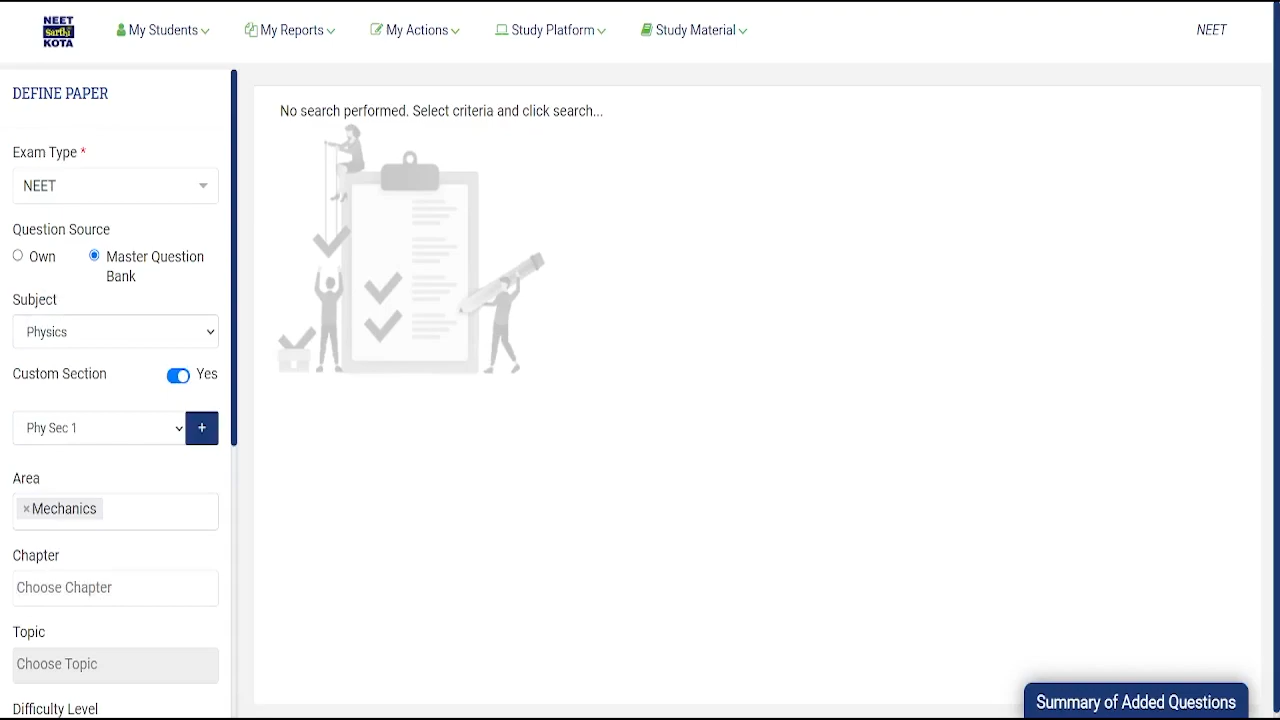 NEET
sarthi
KOTA
My Students
My Reports
My Actions
Study Platform
Study Material
NEET
DEFINE PAPER
Exam Type *
NEET
Question Source
Own
Master Question
Bank
Subject
Physics
Custom Section
Yes
Phy Sec 1
+
Area
×Mechanics
Chapter
Choose Chapter
Topic
Choose Topic
Difficulty Level
No search performed. Select criteria and click search...
Summary of Added Questions